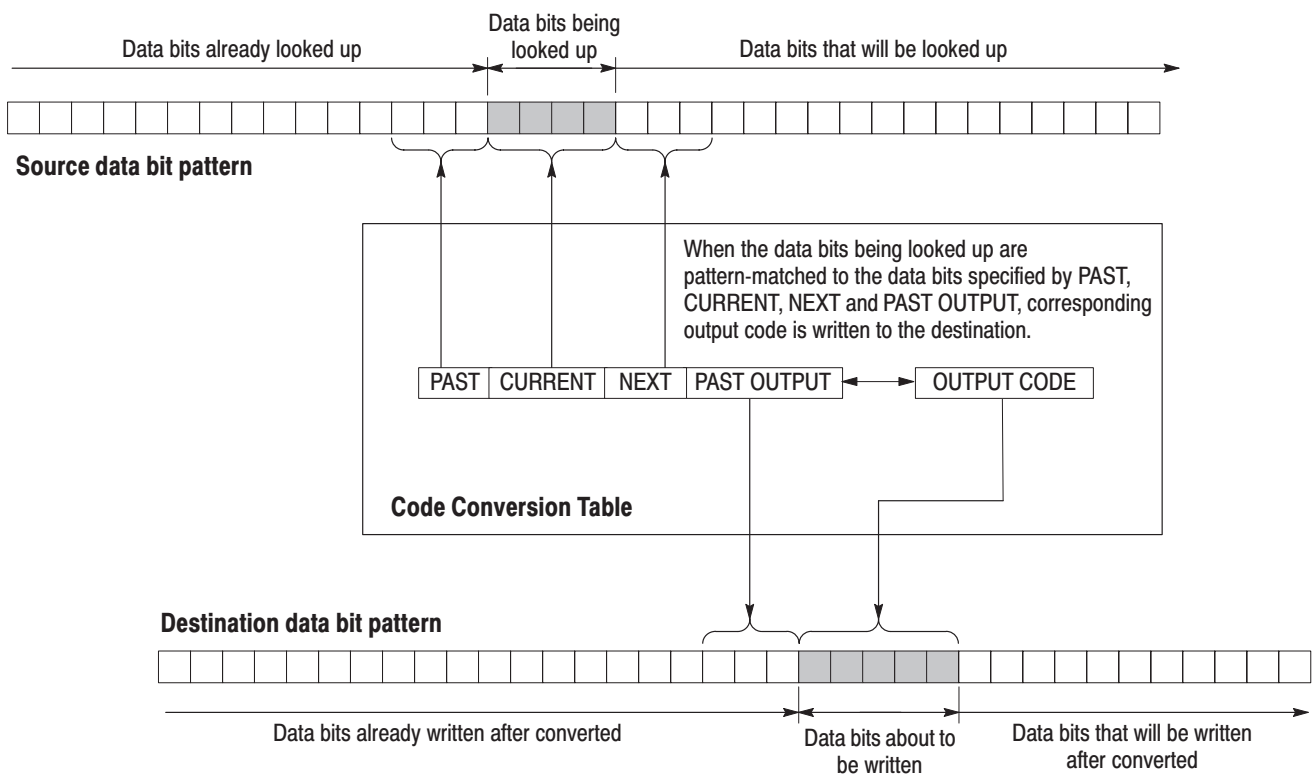 Data bits already looked up
Data bits being
looked up
Data bits that will be looked up
Source data bit pattern
When the data bits being looked up are
pattern-matched to the data bits specified by PAST,
CURRENT, NEXT and PAST OUTPUT, corresponding
output code is written to the destination.
PAST CURRENT NEXT PAST OUTPUT OUTPUT CODE
Code Conversion Table
Destination data bit pattern
Data bits already written after converted
Data bits about to
be written
Data bits that will be written
after converted